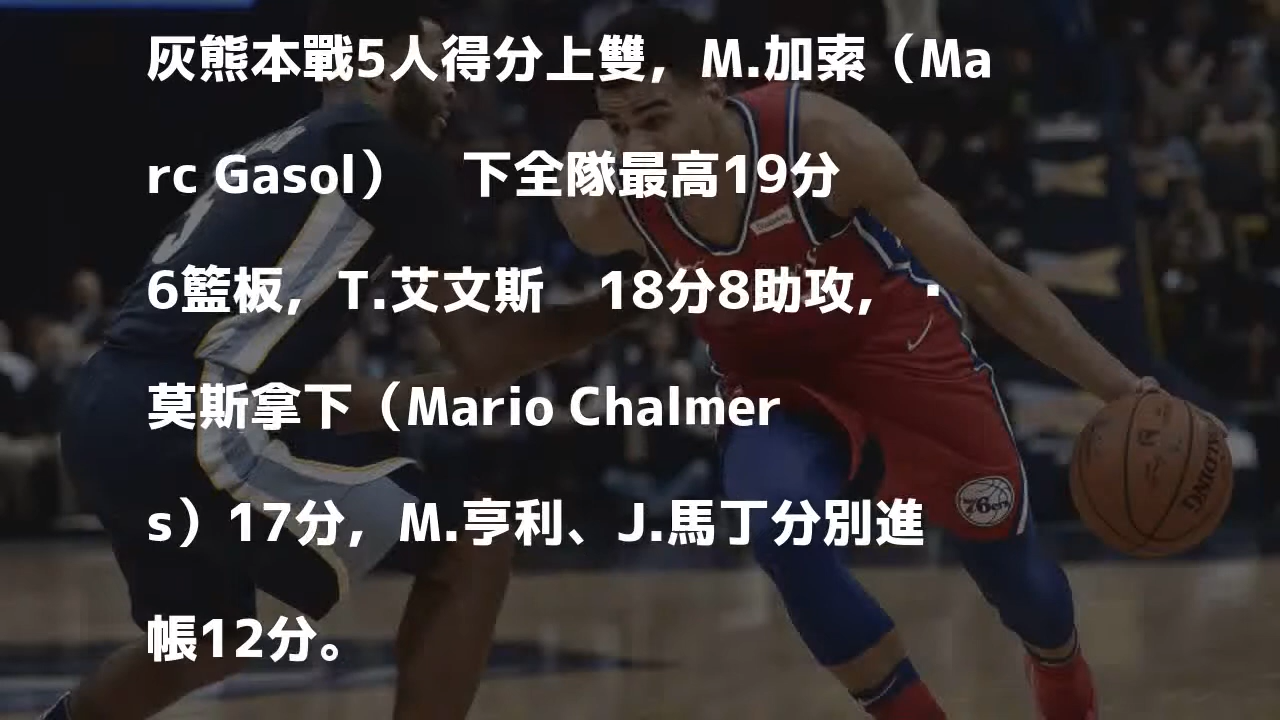 灰熊本戰5人得分上雙，M.加索（Ma
rc Gasol）　下全隊最高19分
6籃板，T.艾文斯　18分8助攻，　·
莫斯拿下（Mario Chalmer
s）17分，M.亨利、J.馬丁分別進
帳12分。
76ers
SPALDING